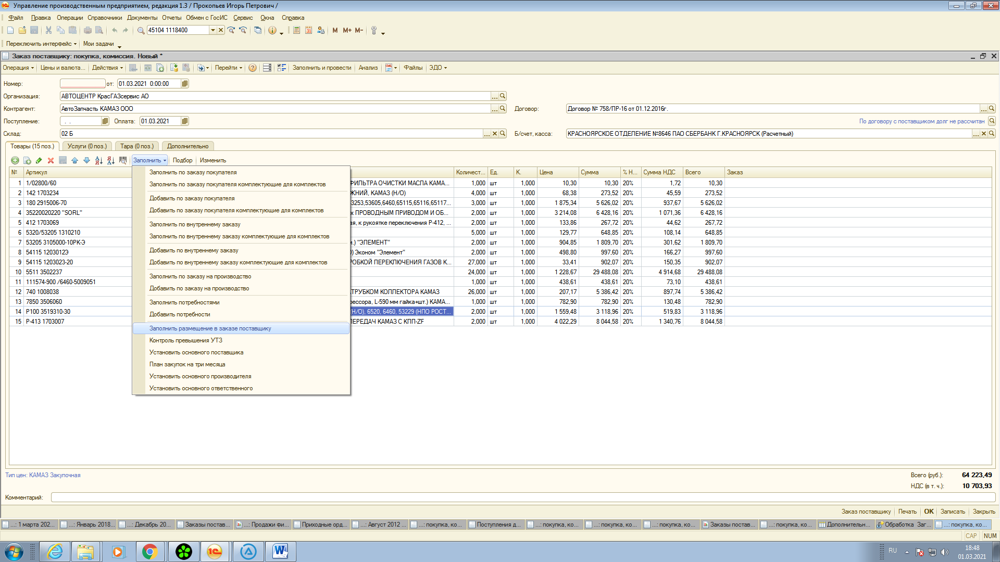 Управление производственным предприятием, редакция 1.3 / Прокопьев Игорь Петрович /
Файл Правка Операции Справочники Документы Отчеты Обмен с ГосИС Сервис Окна Справка
45104 1118400 M M+ M-
Переключить интерфейс Мои задачи
Заказ поставщику: покупка, комиссия. Новый *
Операция Цены и валюта... Действия Перейти Заполнить и провести Анализ Файлы ЭДО
Номер: от: 01.03.2021 0:00:00
Организация: АВТОЦЕНТР КрасГАЗсервис АО
Контрагент: АвтоЗапчасть КАМАЗ ООО Договор: Договор № 758/ПР-16 от 01.12.2016г.
Поступление: . . Оплата: 01.03.2021 По договору с поставщиком долг не рассчитан
Склад: 02 Б Б/счет, касса: КРАСНОЯРСКОЕ ОТДЕЛЕНИЕ №8646 ПАО СБЕРБАНК Г.КРАСНОЯРСК (Расчетный)
Товары (15 поз.) Услуги (0 поз.) Тара (0 поз.) Дополнительно
Заполнить Подбор Изменить
№ Артикул Количест... Ед. К. Цена Сумма % Н... Сумма НДС Всего Заказ
1 1/02800/60 ФИЛЬТРА ОЧИСТКИ МАСЛА КАМА... 1,000 шт 1,000 10,30 10,30 20% 1,72 10,30
2 142 1703234 ЖНИЙ, КАМАЗ (Н/О) 4,000 шт 1,000 68,38 273,52 20% 45,59 273,52
3 180 2915006-70 3253,53605,6460,65115,65116,65117... 3,000 шт 1,000 1 875,34 5 626,02 20% 937,67 5 626,02
4 35220020220 "SORL" х ПРОВОДНЫМ ПРИВОДОМ И ОБ... 2,000 шт 1,000 3 214,08 6 428,16 20% 1 071,36 6 428,16
5 412 1703069 ая, к рукоятке переключения Р-412, ... 2,000 шт 1,000 133,86 267,72 20% 44,62 267,72
6 5320/53205 1310210 5,000 шт 1,000 129,77 648,85 20% 108,14 648,85
7 53205 3105000-10РК-Э м.) "ЭЛЕМЕНТ" 2,000 шт 1,000 904,85 1 809,70 20% 301,62 1 809,70
8 54115 1203012Э ) Эконом "Элемент" 2,000 шт 1,000 498,80 997,60 20% 166,27 997,60
9 54115 1203023-20 РОБКОЙ ПЕРЕКЛЮЧЕНИЯ ГАЗОВ К... 27,000 шт 1,000 33,41 902,07 20% 150,35 902,07
10 5511 3502237 24,000 шт 1,000 1 228,67 29 488,08 20% 4 914,68 29 488,08
11 111574-900 /6460-5009051 1,000 шт 1,000 438,61 438,61 20% 73,10 438,61
12 740 1008038 АТРУБКОМ КОЛЛЕКТОРА КАМАЗ 26,000 шт 1,000 207,17 5 386,42 20% 897,74 5 386,42
13 7850 3506060 рессора, L-590 мм гайка+шт.) КАМА... 1,000 шт 1,000 782,90 782,90 20% 130,48 782,90
14 Р100 3519310-30 (Н/О), 6520, 6460, 53229 (НПО РОСТ... 2,000 шт 1,000 1 559,48 3 118,96 20% 519,83 3 118,96
15 Р-413 1703007 ПЕРЕДАЧ КАМАЗ С КПП-ZF 2,000 шт 1,000 4 022,29 8 044,58 20% 1 340,76 8 044,58
Заполнить по заказу покупателя
Заполнить по заказу покупателя комплектующие для комплектов
Добавить по заказу покупателя
Добавить по заказу покупателя комплектующие для комплектов
Заполнить по внутреннему заказу
Заполнить по внутреннему заказу комплектующие для комплектов
Добавить по внутреннему заказу
Добавить по внутреннему заказу комплектующие для комплектов
Заполнить по заказу на производство
Добавить по заказу на производство
Заполнить потребностями
Добавить потребности
Заполнить размещение в заказе поставщику
Контроль превышения УТЗ
Установить основного поставщика
План закупок на три месяца
Установить основного производителя
Установить основного ответственного
Тип цен: КАМАЗ Закупочная Всего (руб.): 64 223,49
НДС (в т. ч.): 10 703,93
Комментарий:
Заказ поставщику Печать OK Записать Закрыть
...: 1 марта 202... ...: Январь 2018... ...: Декабрь 20... Заказы постав... ...: Продажи фи... Приходные орд... ...: Август 2012 ... ...: покупка, ко... Поступления д... ...: покупка, ко... ...: покупка, ко... ...: покупка, ко... Заказы постав... ...: покупка, ко... Дополнительн... Обработка Заг... ...: покупка, ко...
CAP NUM
RU 18:48
01.03.2021